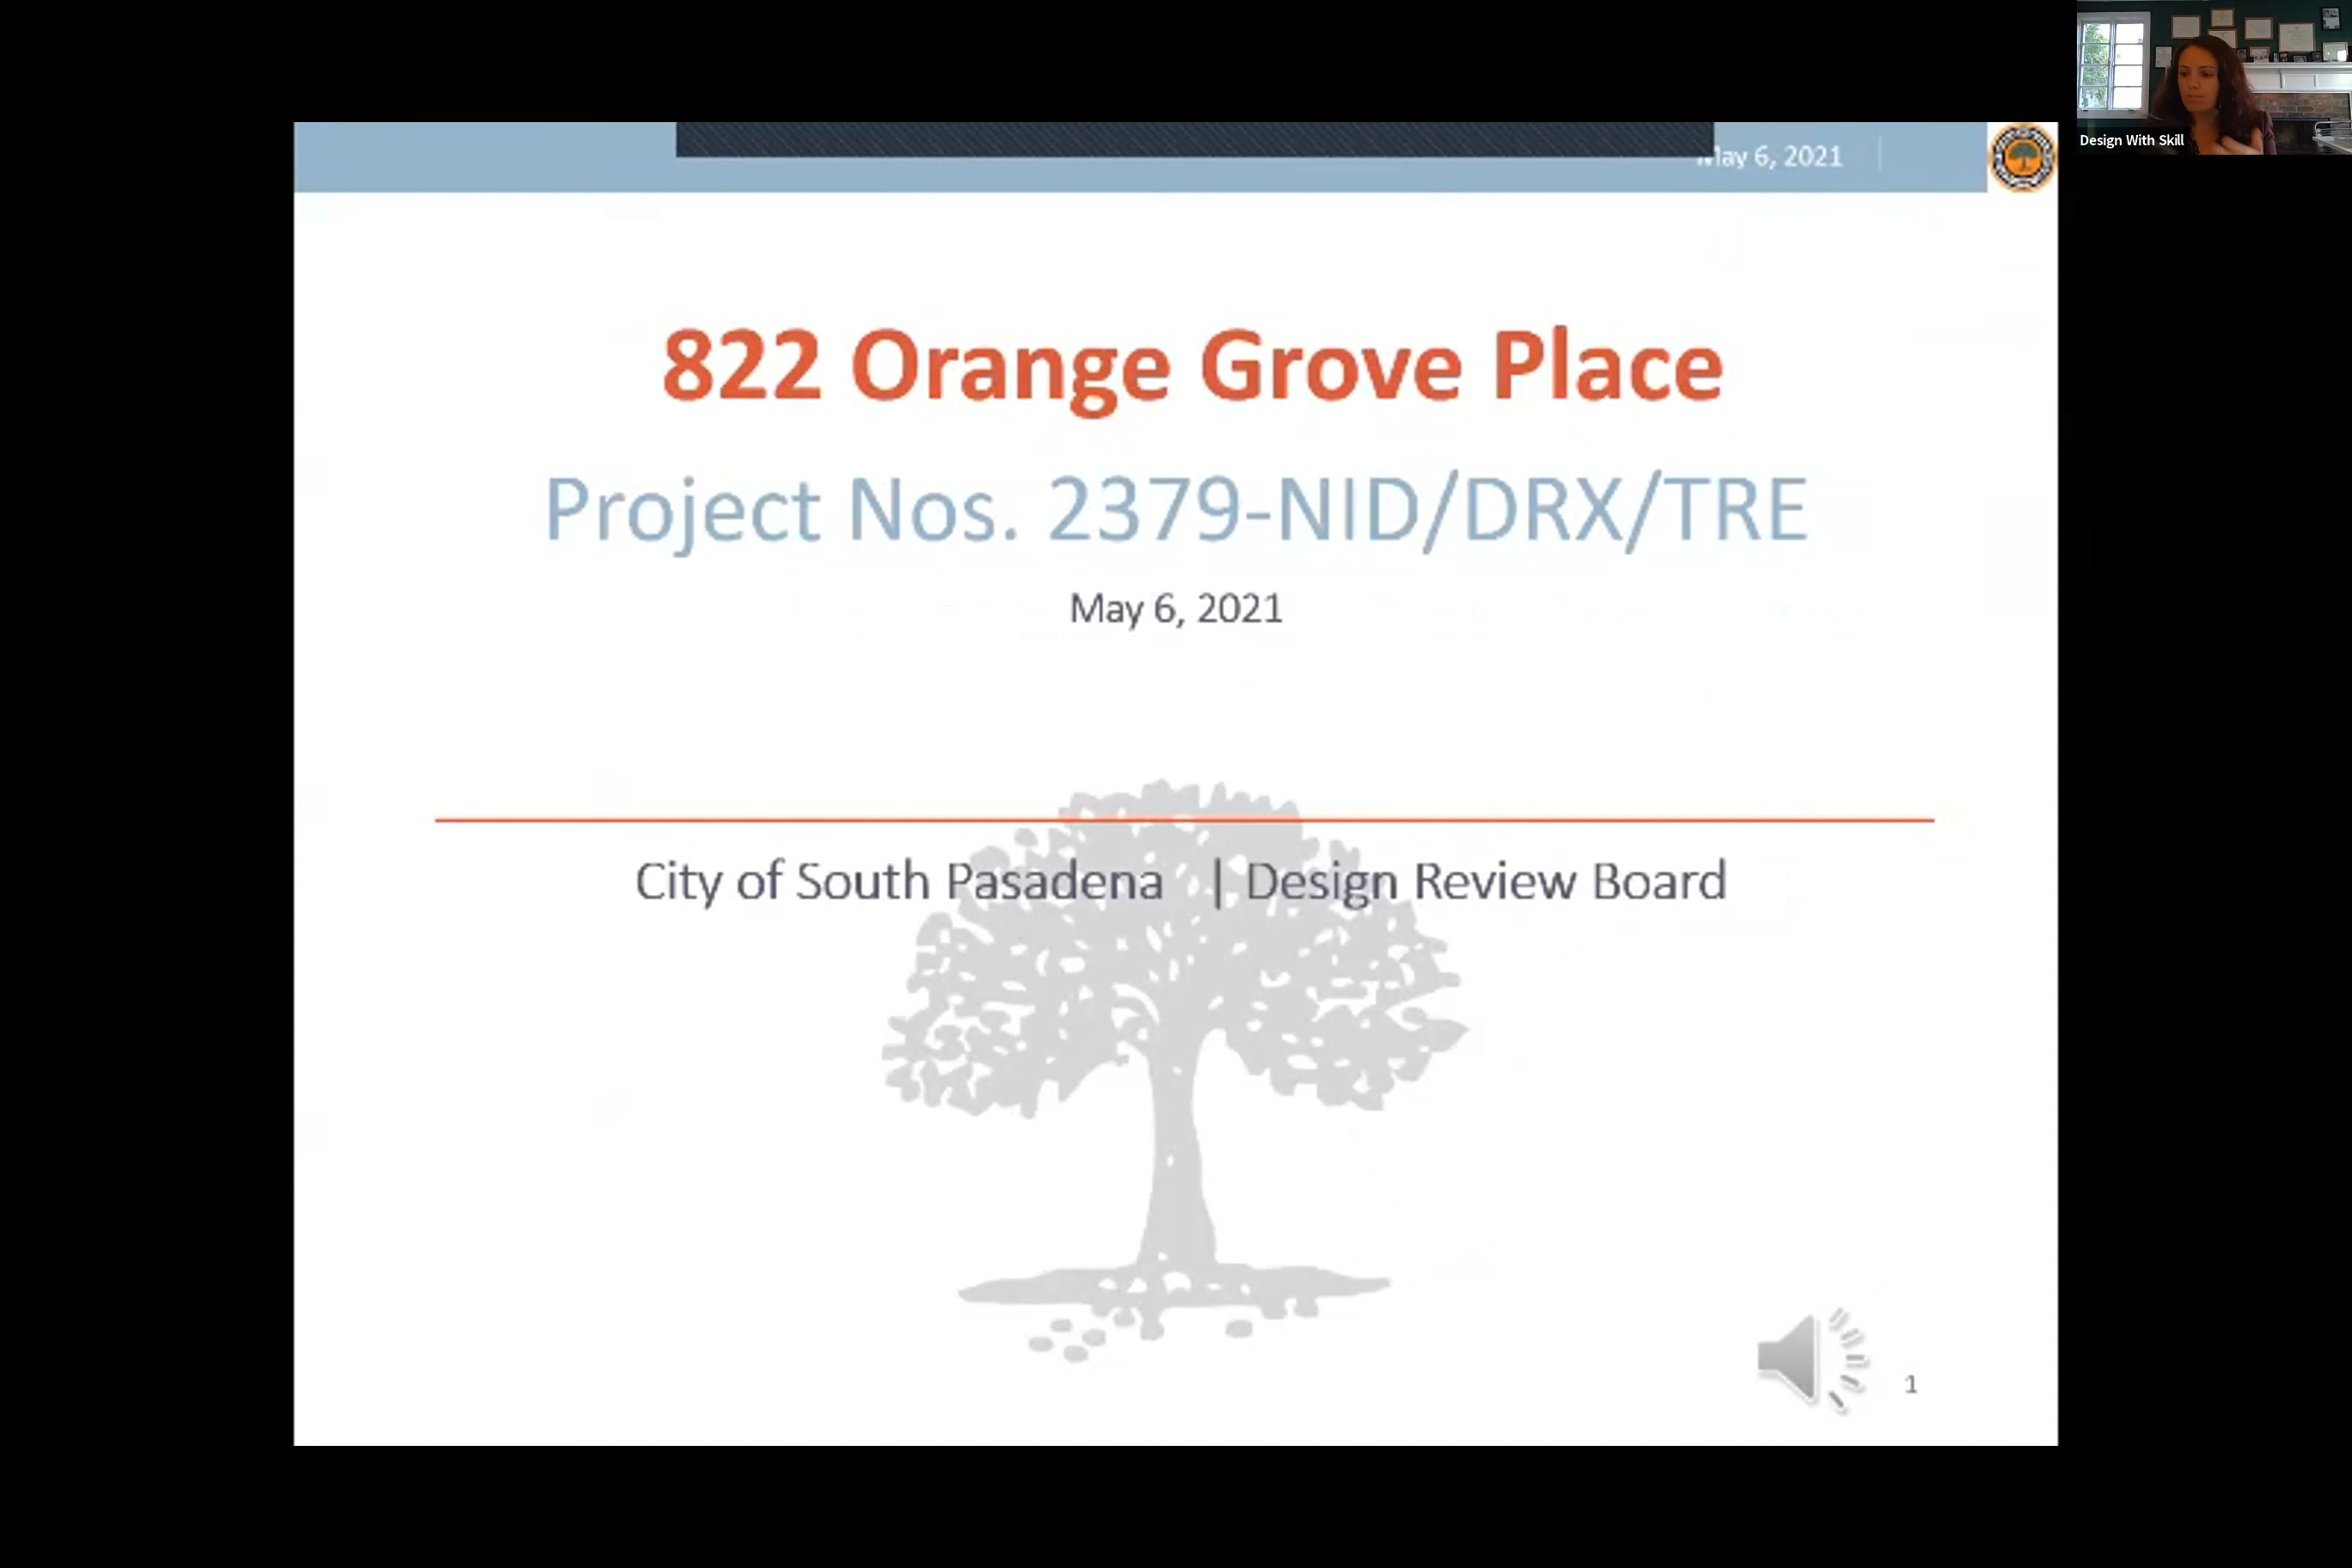 May 6, 2021
Design With Skill
822 Orange Grove Place
Project Nos. 2379-NID/DRX/TRE
May 6, 2021
City of South Pasadena | Design Review Board
1